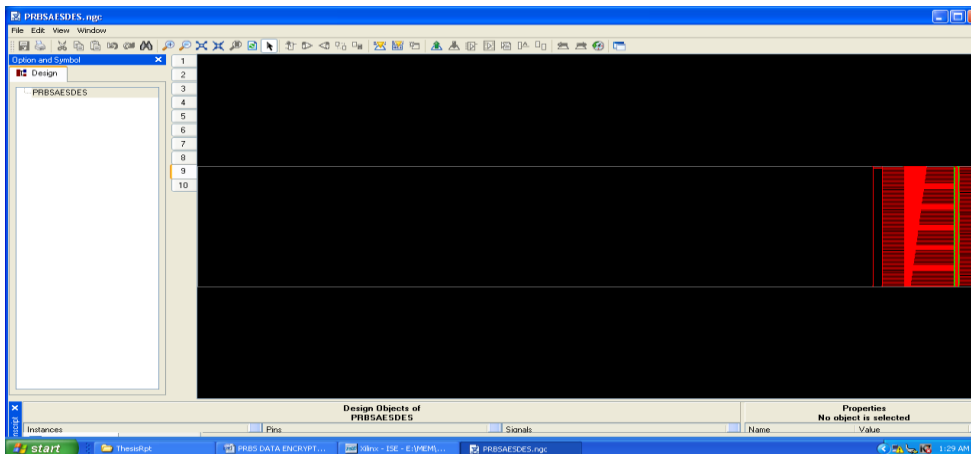 PRBSAESDES.ngc
File Edit View Window
Option and Symbol
Design
PRBSAESDES
1
2
3
4
5
6
7
8
9
10
Design Objects of
PRBSAESDES
Properties
No object is selected
Instances
Pins
Signals
Name
Value
start
ThesisRpt
PRBS DATA ENCRYPT...
Xilinx - ISE - E:\MEM\...
PRBSAESDES.ngc
1:29 AM